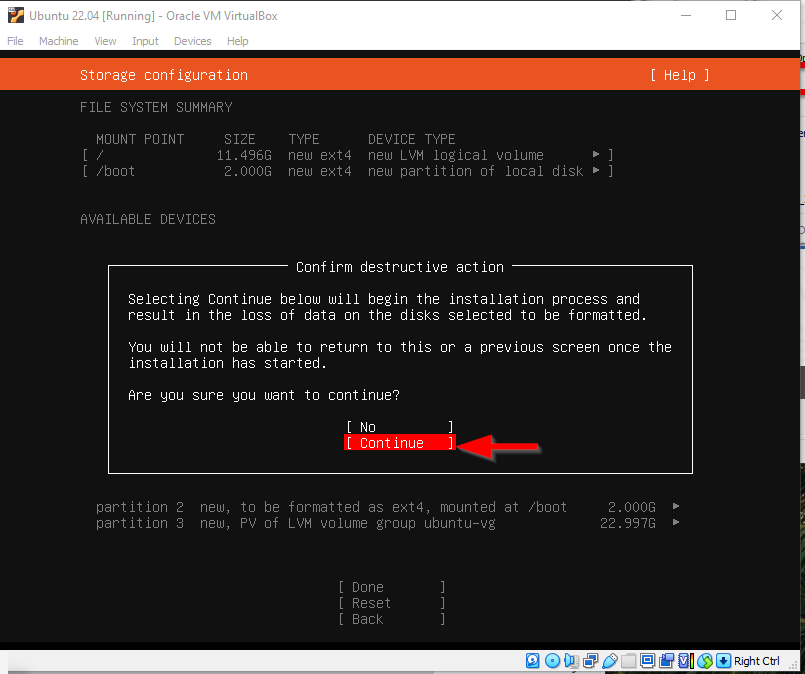 Ubuntu 22.04 [Running] - Oracle VM VirtualBox
File Machine View Input Devices Help
Storage configuration [ Help ]
FILE SYSTEM SUMMARY
MOUNT POINT SIZE TYPE DEVICE TYPE
[ / 11.496G new ext4 new LVM logical volume ▸ ]
[ /boot 2.000G new ext4 new partition of local disk ▸ ]
AVAILABLE DEVICES
Confirm destructive action
Selecting Continue below will begin the installation process and
result in the loss of data on the disks selected to be formatted.
You will not be able to return to this or a previous screen once the
installation has started.
Are you sure you want to continue?
[ No ]
[ Continue ]
partition 2 new, to be formatted as ext4, mounted at /boot 2.000G ▸
partition 3 new, PV of LVM volume group ubuntu-vg 22.997G ▸
[ Done ]
[ Reset ]
[ Back ]
Right Ctrl